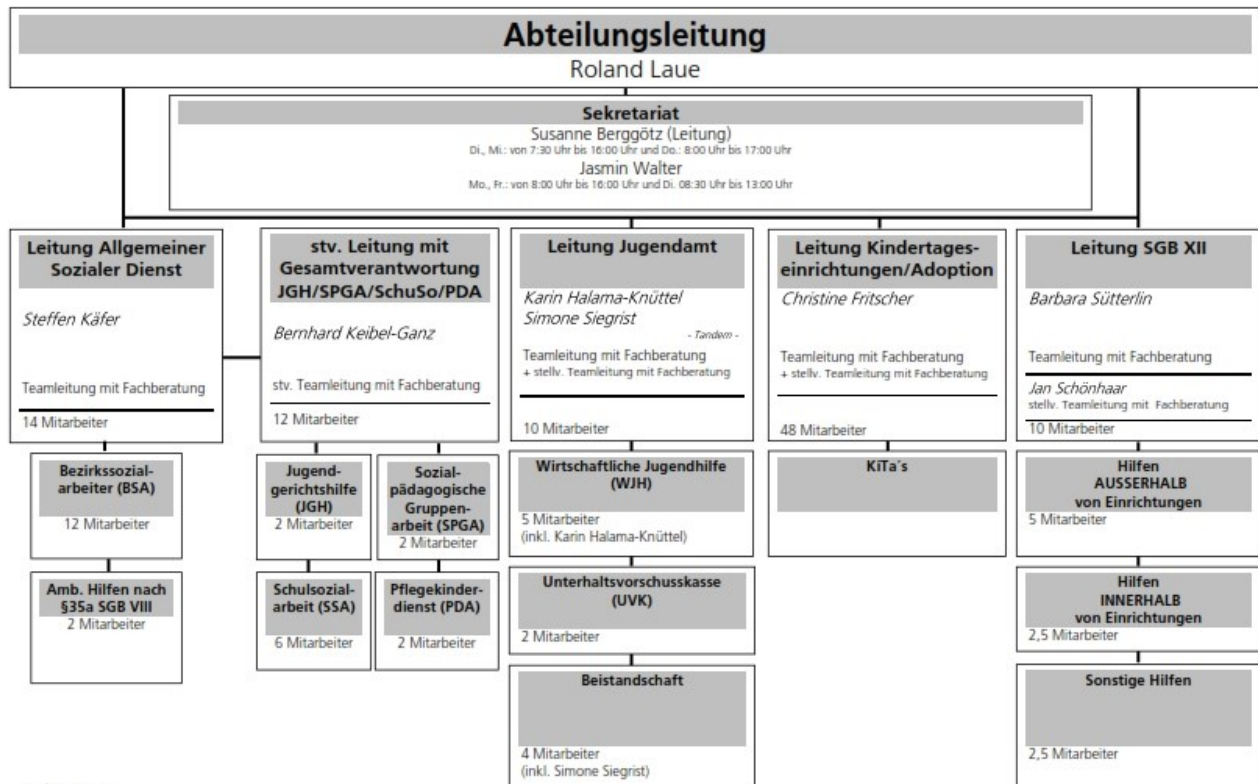 Abteilungsleitung
Roland Laue
Sekretariat
Susanne Berggötz (Leitung)
Di., Mi.: von 7:30 Uhr bis 16:00 Uhr und Do.: 8:00 Uhr bis 17:00 Uhr
Jasmin Walter
Mo., Fr.: von 8:00 Uhr bis 16:00 Uhr und Di. 08:30 Uhr bis 13:00 Uhr
Leitung Allgemeiner
Sozialer Dienst
Steffen Käfer
Teamleitung mit Fachberatung
14 Mitarbeiter
Bezirkssozial-
arbeiter (BSA)
12 Mitarbeiter
Amb. Hilfen nach
§35a SGB VIII
2 Mitarbeiter
stv. Leitung mit
Gesamtverantwortung
JGH/SPGA/SchuSo/PDA
Bernhard Keibel-Ganz
stv. Teamleitung mit Fachberatung
12 Mitarbeiter
Jugend-
gerichtshilfe
(JGH)
2 Mitarbeiter
Sozial-
pädagogische
Gruppen-
arbeit (SPGA)
2 Mitarbeiter
Schulsozial-
arbeit (SSA)
6 Mitarbeiter
Pflegekinder-
dienst (PDA)
2 Mitarbeiter
Leitung Jugendamt
Karin Halama-Knüttel
Simone Siegrist
- Tandem -
Teamleitung mit Fachberatung
+ stellv. Teamleitung mit Fachberatung
10 Mitarbeiter
Wirtschaftliche Jugendhilfe
(WJH)
5 Mitarbeiter
(inkl. Karin Halama-Knüttel)
Unterhaltsvorschusskasse
(UVK)
2 Mitarbeiter
Beistandschaft
4 Mitarbeiter
(inkl. Simone Siegrist)
Leitung Kindertages-
einrichtungen/Adoption
Christine Fritscher
Teamleitung mit Fachberatung
+ stellv. Teamleitung mit Fachberatung
48 Mitarbeiter
KiTa´s
Leitung SGB XII
Barbara Sütterlin
Teamleitung mit Fachberatung
Jan Schönhaar
stellv. Teamleitung mit Fachberatung
10 Mitarbeiter
Hilfen
AUSSERHALB
von Einrichtungen
5 Mitarbeiter
Hilfen
INNERHALB
von Einrichtungen
2,5 Mitarbeiter
Sonstige Hilfen
2,5 Mitarbeiter